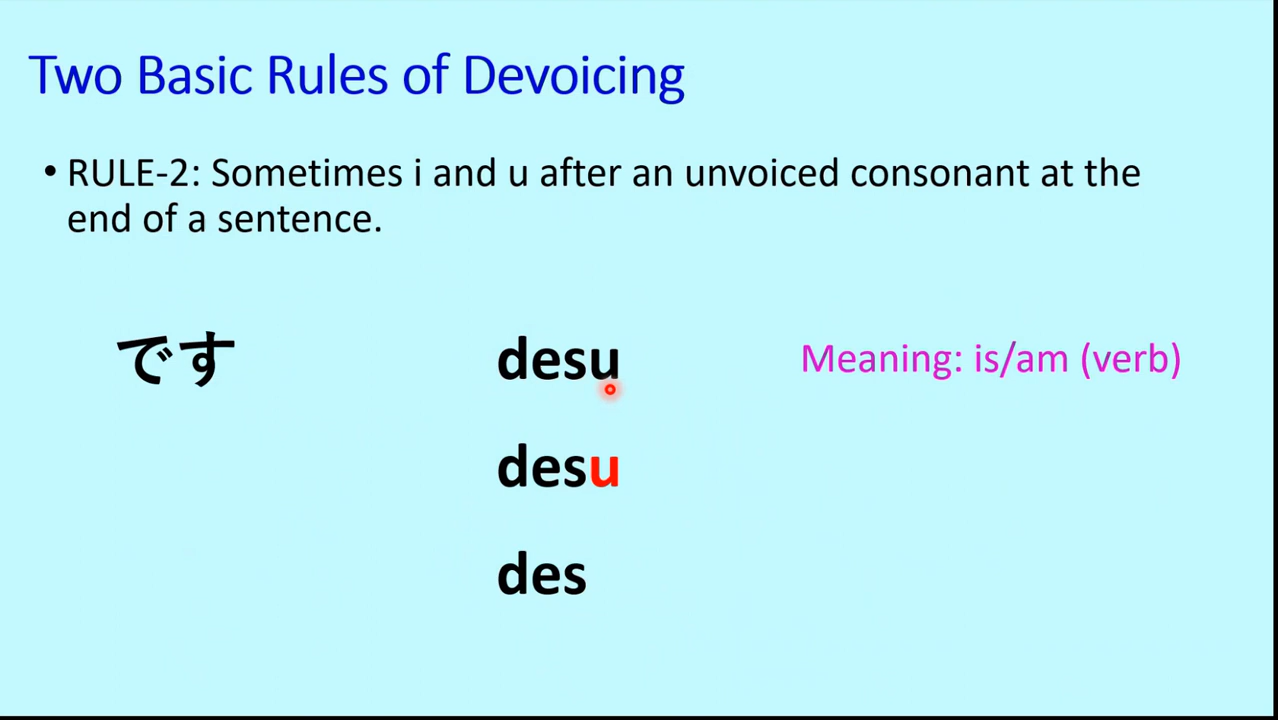 Two Basic Rules of Devoicing
• RULE-2: Sometimes i and u after an unvoiced consonant at the
end of a sentence.
です desu Meaning: is/am (verb)
desu
des